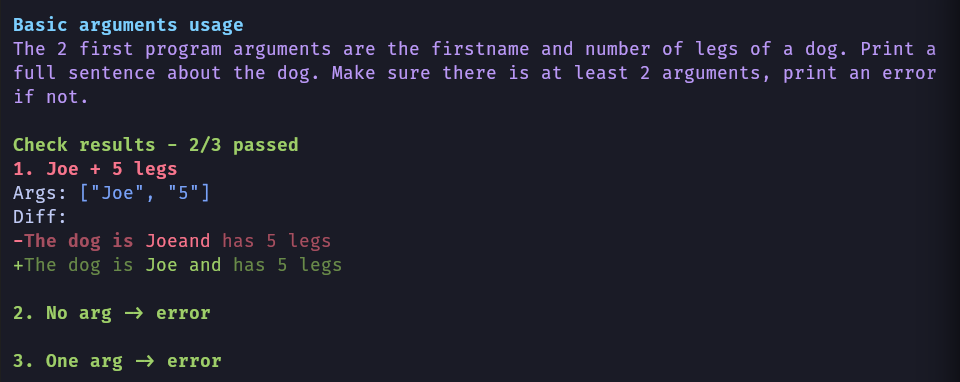 Basic arguments usage
The 2 first program arguments are the firstname and number of legs of a dog. Print a
full sentence about the dog. Make sure there is at least 2 arguments, print an error
if not.
Check results - 2/3 passed
1. Joe + 5 legs
Args: ["Joe", "5"]
Diff:
-The dog is Joeand has 5 legs
+The dog is Joe and has 5 legs
2. No arg → error
3. One arg → error